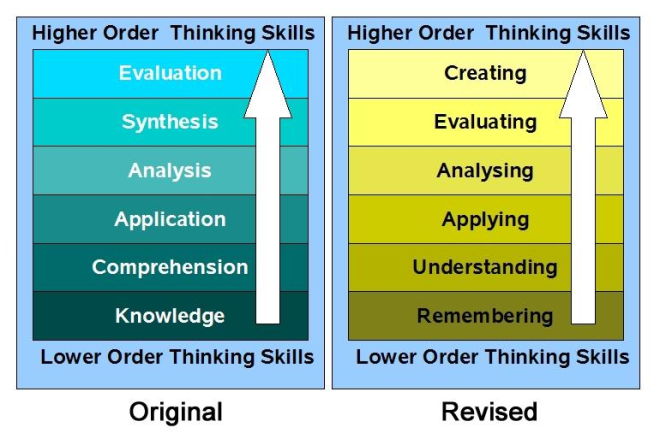 Higher Order Thinking Skills
Evaluation
Synthesis
Analysis
Application
Comprehension
Knowledge
Lower Order Thinking Skills
Original
Higher Order Thinking Skills
Creating
Evaluating
Analysing
Applying
Understanding
Remembering
Lower Order Thinking Skills
Revised